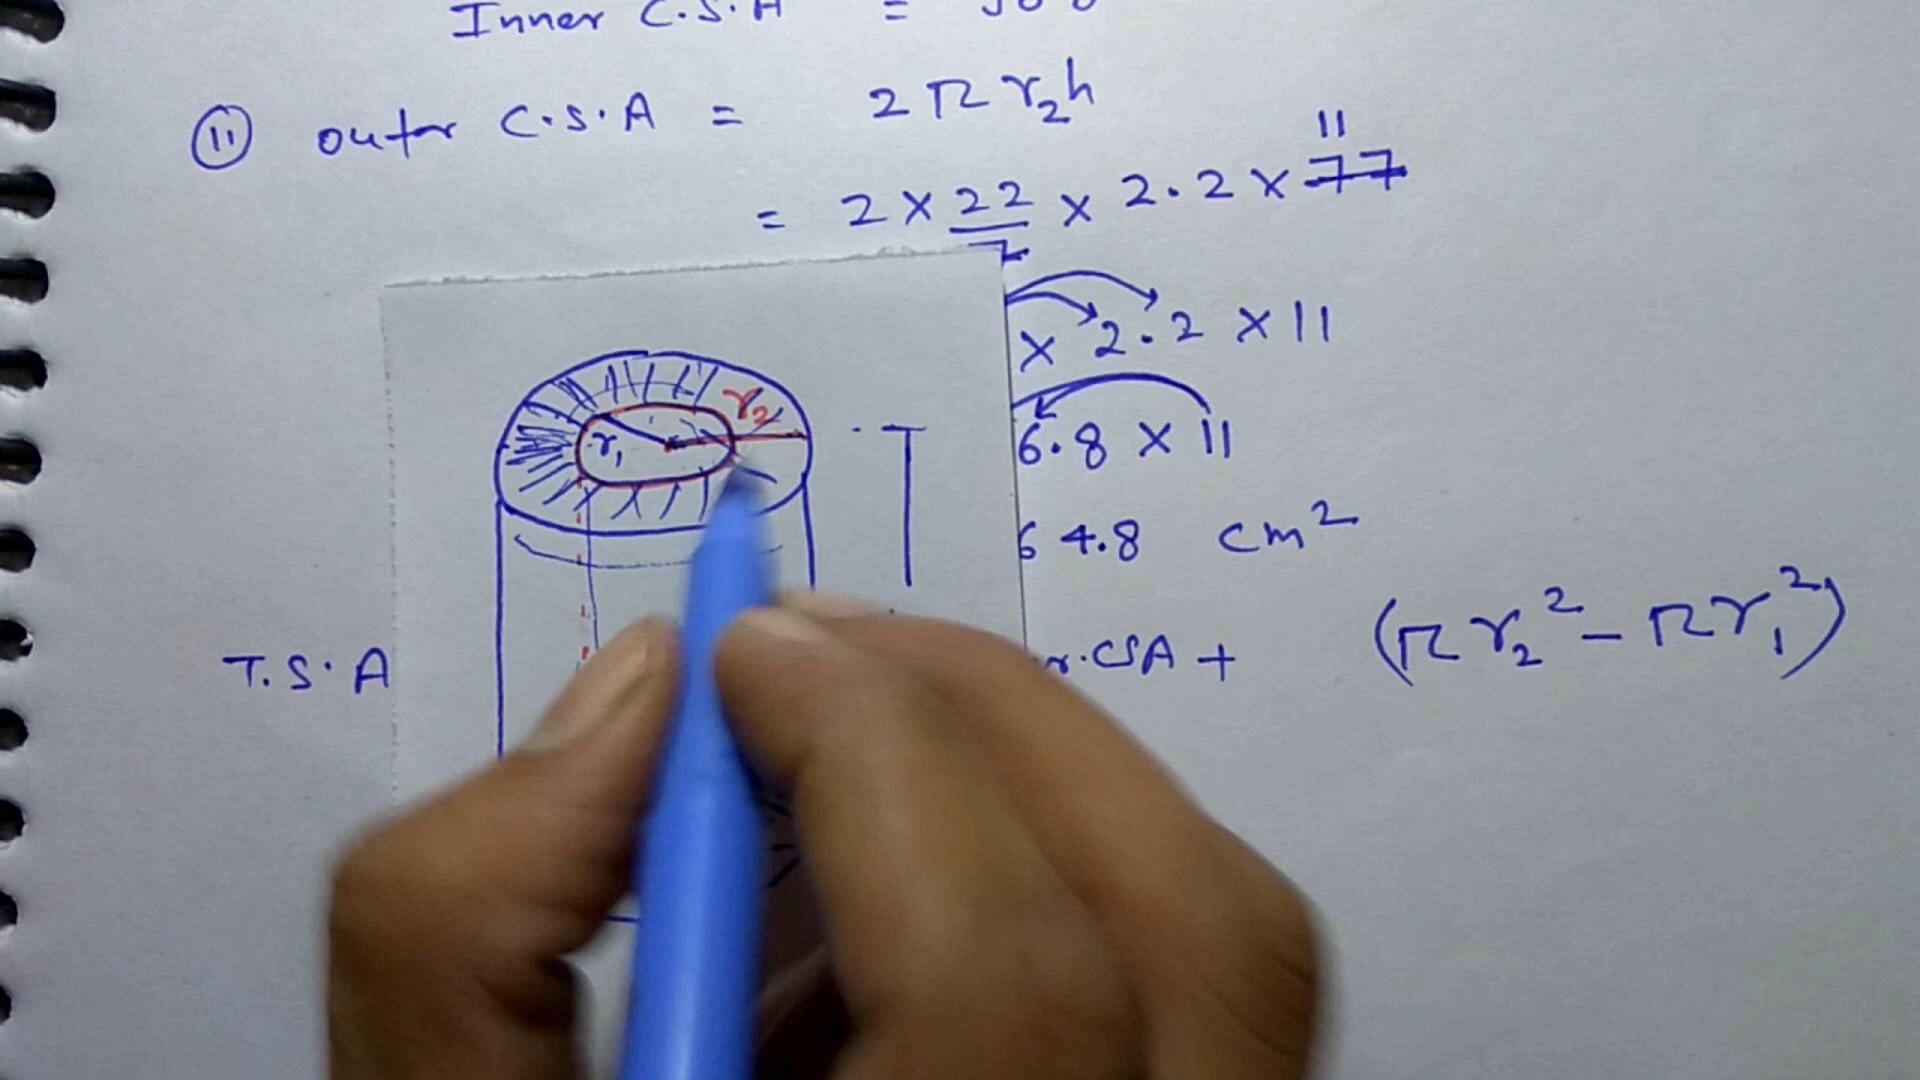 Inner C.S.A =
(ii) outer C.S.A = 2πr₂h
= 2 × 22/7 × 2.2 × 77
11
× 2.2 × 11
6.8 × 11
64.8 cm²
T.S.A r.CSA + (πr₂² - πr₁²)
r₂
r₁